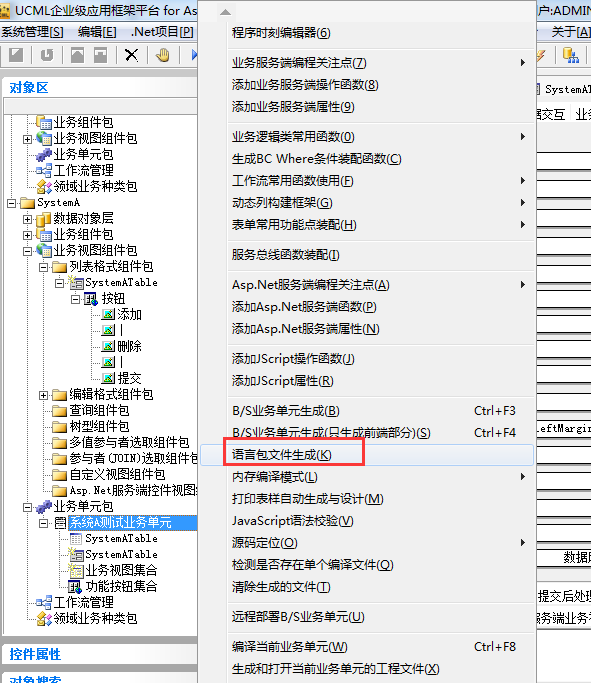 UCML企业级应用框架平台 for As
户:ADMIN
系统管理[S] 编辑[E] .Net项目[P]
关于[A]
对象区
业务组件包
业务视图组件包
业务单元包
工作流管理
领域业务种类包
SystemA
数据对象层
业务组件包
业务视图组件包
列表格式组件包
SystemATable
按钮
添加
|
删除
|
提交
编辑格式组件包
查询组件包
树型组件包
多值参与者选取组件包
参与者(JOIN)选取组件包
自定义视图组件包
Asp.Net服务端控件视图
业务单元包
系统A测试业务单元
SystemATable
SystemATable
业务视图集合
功能按钮集合
工作流管理
领域业务种类包
控件属性
对象搜索
程序时刻编辑器(6)
业务服务端编程关注点(7)
添加业务服务端操作函数(8)
添加业务服务端属性(9)
业务逻辑类常用函数(0)
生成BC Where条件装配函数(C)
工作流常用函数使用(F)
动态列构建框架(G)
表单常用功能点装配(H)
服务总线函数装配(I)
Asp.Net服务端编程关注点(A)
添加Asp.Net服务端函数(P)
添加Asp.Net服务端属性(N)
添加JScript操作函数(J)
添加JScript属性(R)
B/S业务单元生成(B) Ctrl+F3
B/S业务单元生成(只生成前端部分)(S) Ctrl+F4
语言包文件生成(K)
内存编译模式(L)
打印表样自动生成与设计(M)
JavaScript语法校验(V)
源码定位(O)
检测是否存在单个编译文件(Q)
清除生成的文件(T)
远程部署B/S业务单元(U)
编译当前业务单元(W) Ctrl+F8
生成和打开当前业务单元的工程文件(X)
SystemAT
据交互 业务
LeftMargin
数据
提交后处理
服务端业务初